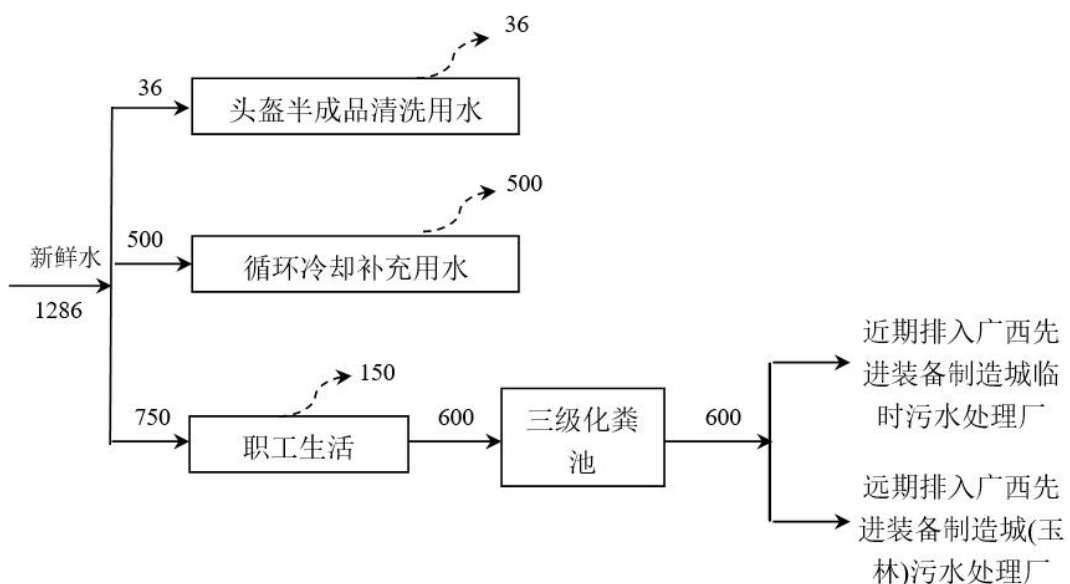 36
36
头盔半成品清洗用水
500
500
循环冷却补充用水
新鲜水
1286
150
750
职工生活
600
三级化粪
池
600
近期排入广西先
进装备制造城临
时污水处理厂
远期排入广西先
进装备制造城(玉
林)污水处理厂